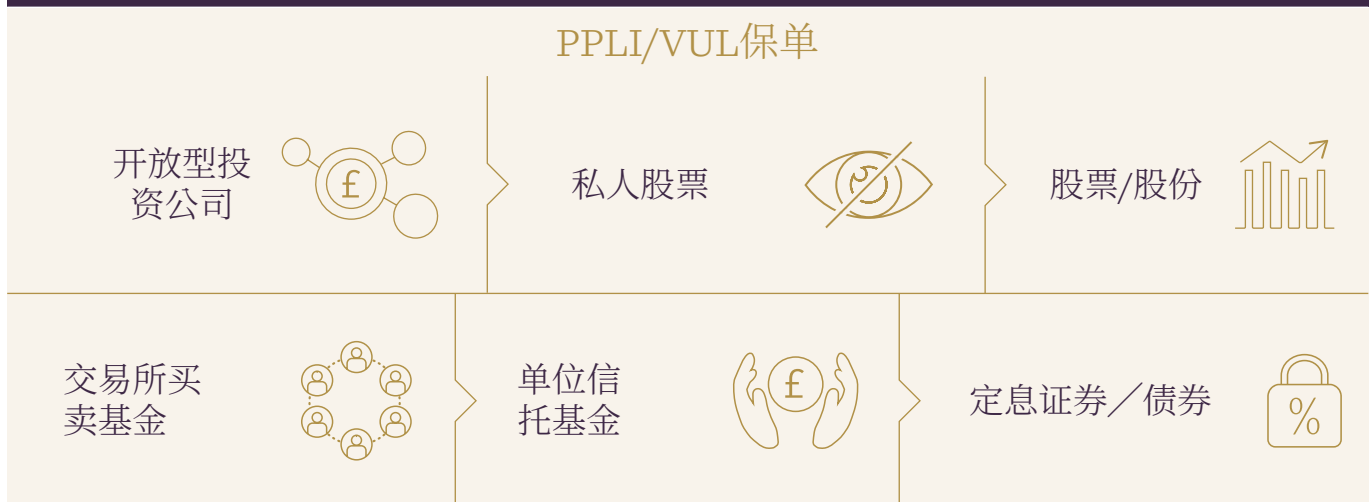 PPLI/VUL保单
开放型投
资公司
£
私人股票
股票/股份
交易所买
卖基金
单位信
托基金
£
定息证券／债券
%